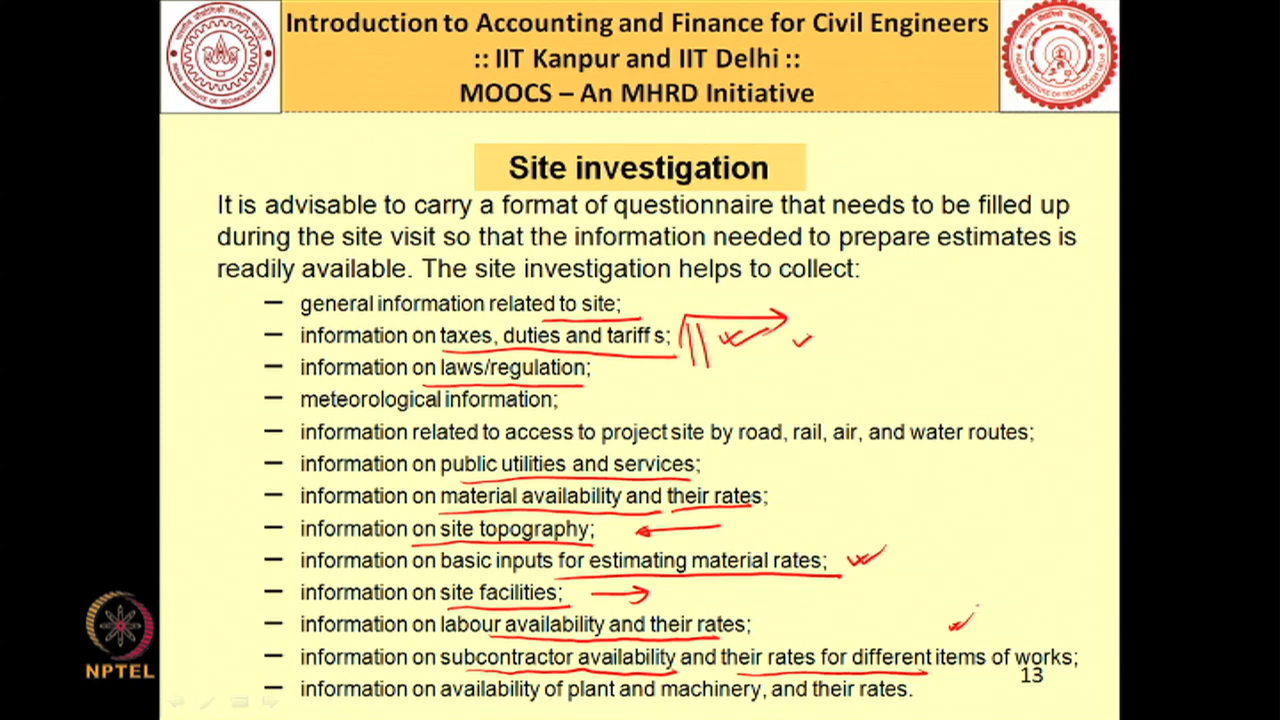 Introduction to Accounting and Finance for Civil Engineers
:: IIT Kanpur and IIT Delhi ::
MOOCS – An MHRD Initiative
Site investigation
It is advisable to carry a format of questionnaire that needs to be filled up
during the site visit so that the information needed to prepare estimates is
readily available. The site investigation helps to collect:
– general information related to site;
– information on taxes, duties and tariff s;
– information on laws/regulation;
– meteorological information;
– information related to access to project site by road, rail, air, and water routes;
– information on public utilities and services;
– information on material availability and their rates;
– information on site topography;
– information on basic inputs for estimating material rates;
– information on site facilities;
– information on labour availability and their rates;
– information on subcontractor availability and their rates for different items of works;
– information on availability of plant and machinery, and their rates.
13
NPTEL